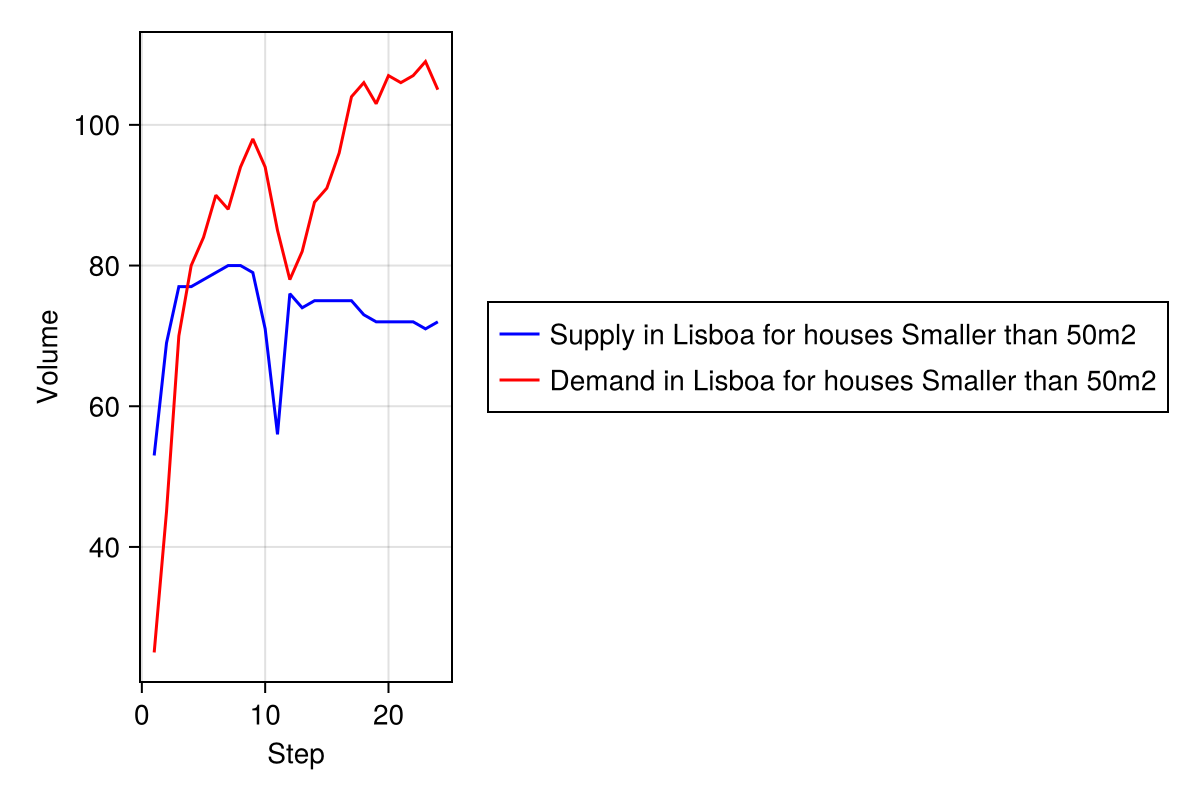 Volume
100
80
60
40
0 10 20
Step
Supply in Lisboa for houses Smaller than 50m2
Demand in Lisboa for houses Smaller than 50m2